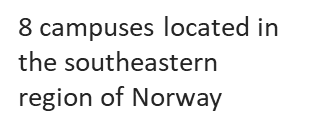 8 campuses located in
the southeastern
region of Norway